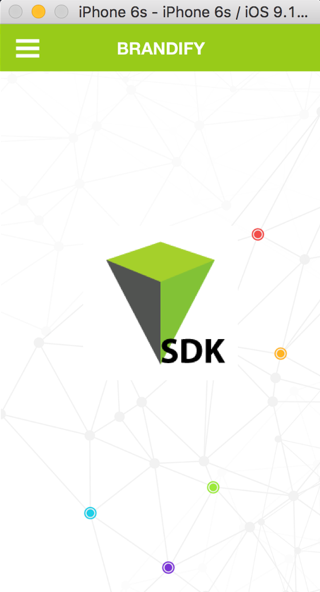 iPhone 6s - iPhone 6s / iOS 9.1...
BRANDIFY
SDK